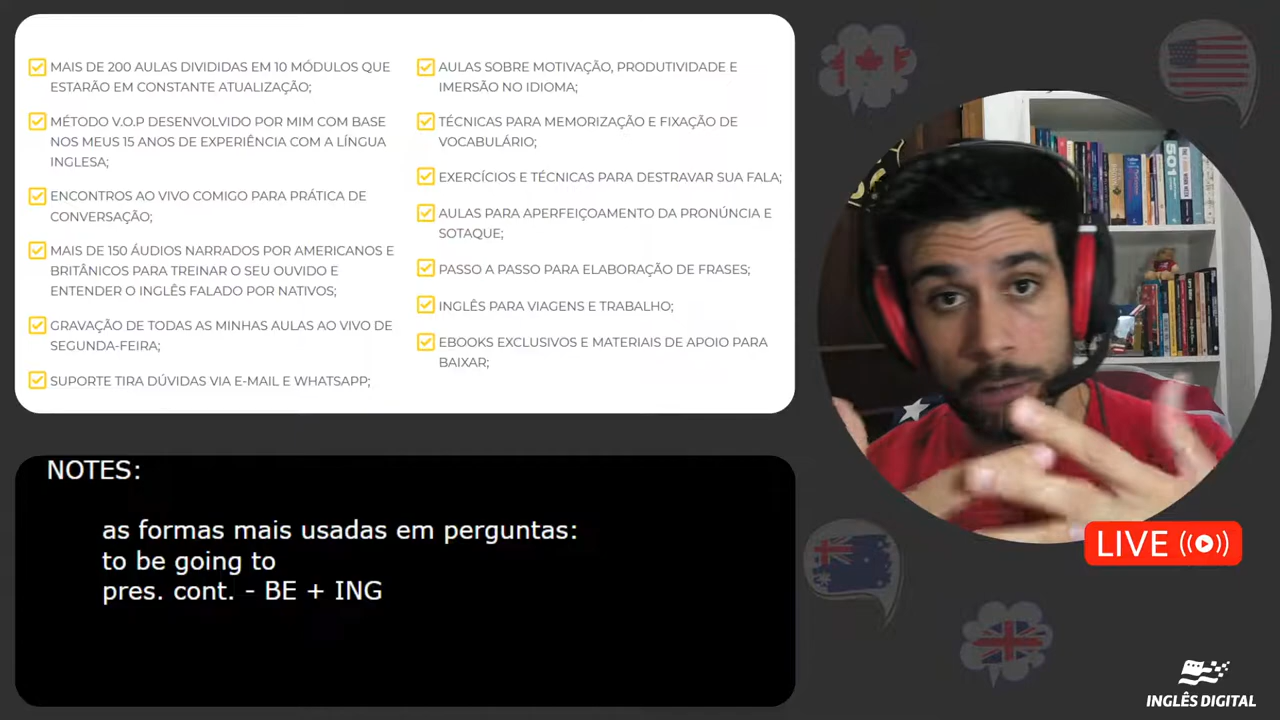 MAIS DE 200 AULAS DIVIDIDAS EM 10 MÓDULOS QUE
ESTARÃO EM CONSTANTE ATUALIZAÇÃO;
MÉTODO V.O.P DESENVOLVIDO POR MIM COM BASE
NOS MEUS 15 ANOS DE EXPERIÊNCIA COM A LÍNGUA
INGLESA;
ENCONTROS AO VIVO COMIGO PARA PRÁTICA DE
CONVERSAÇÃO;
MAIS DE 150 ÁUDIOS NARRADOS POR AMERICANOS E
BRITÂNICOS PARA TREINAR O SEU OUVIDO E
ENTENDER O INGLÊS FALADO POR NATIVOS;
GRAVAÇÃO DE TODAS AS MINHAS AULAS AO VIVO DE
SEGUNDA-FEIRA;
SUPORTE TIRA DÚVIDAS VIA E-MAIL E WHATSAPP;
AULAS SOBRE MOTIVAÇÃO, PRODUTIVIDADE E
IMERSÃO NO IDIOMA;
TÉCNICAS PARA MEMORIZAÇÃO E FIXAÇÃO DE
VOCABULÁRIO;
EXERCÍCIOS E TÉCNICAS PARA DESTRAVAR SUA FALA;
AULAS PARA APERFEIÇOAMENTO DA PRONÚNCIA E
SOTAQUE;
PASSO A PASSO PARA ELABORAÇÃO DE FRASES;
INGLÊS PARA VIAGENS E TRABALHO;
EBOOKS EXCLUSIVOS E MATERIAIS DE APOIO PARA
BAIXAR;
NOTES:
as formas mais usadas em perguntas:
to be going to
pres. cont. - BE + ING
501
LIVE
INGLÊS DIGITAL